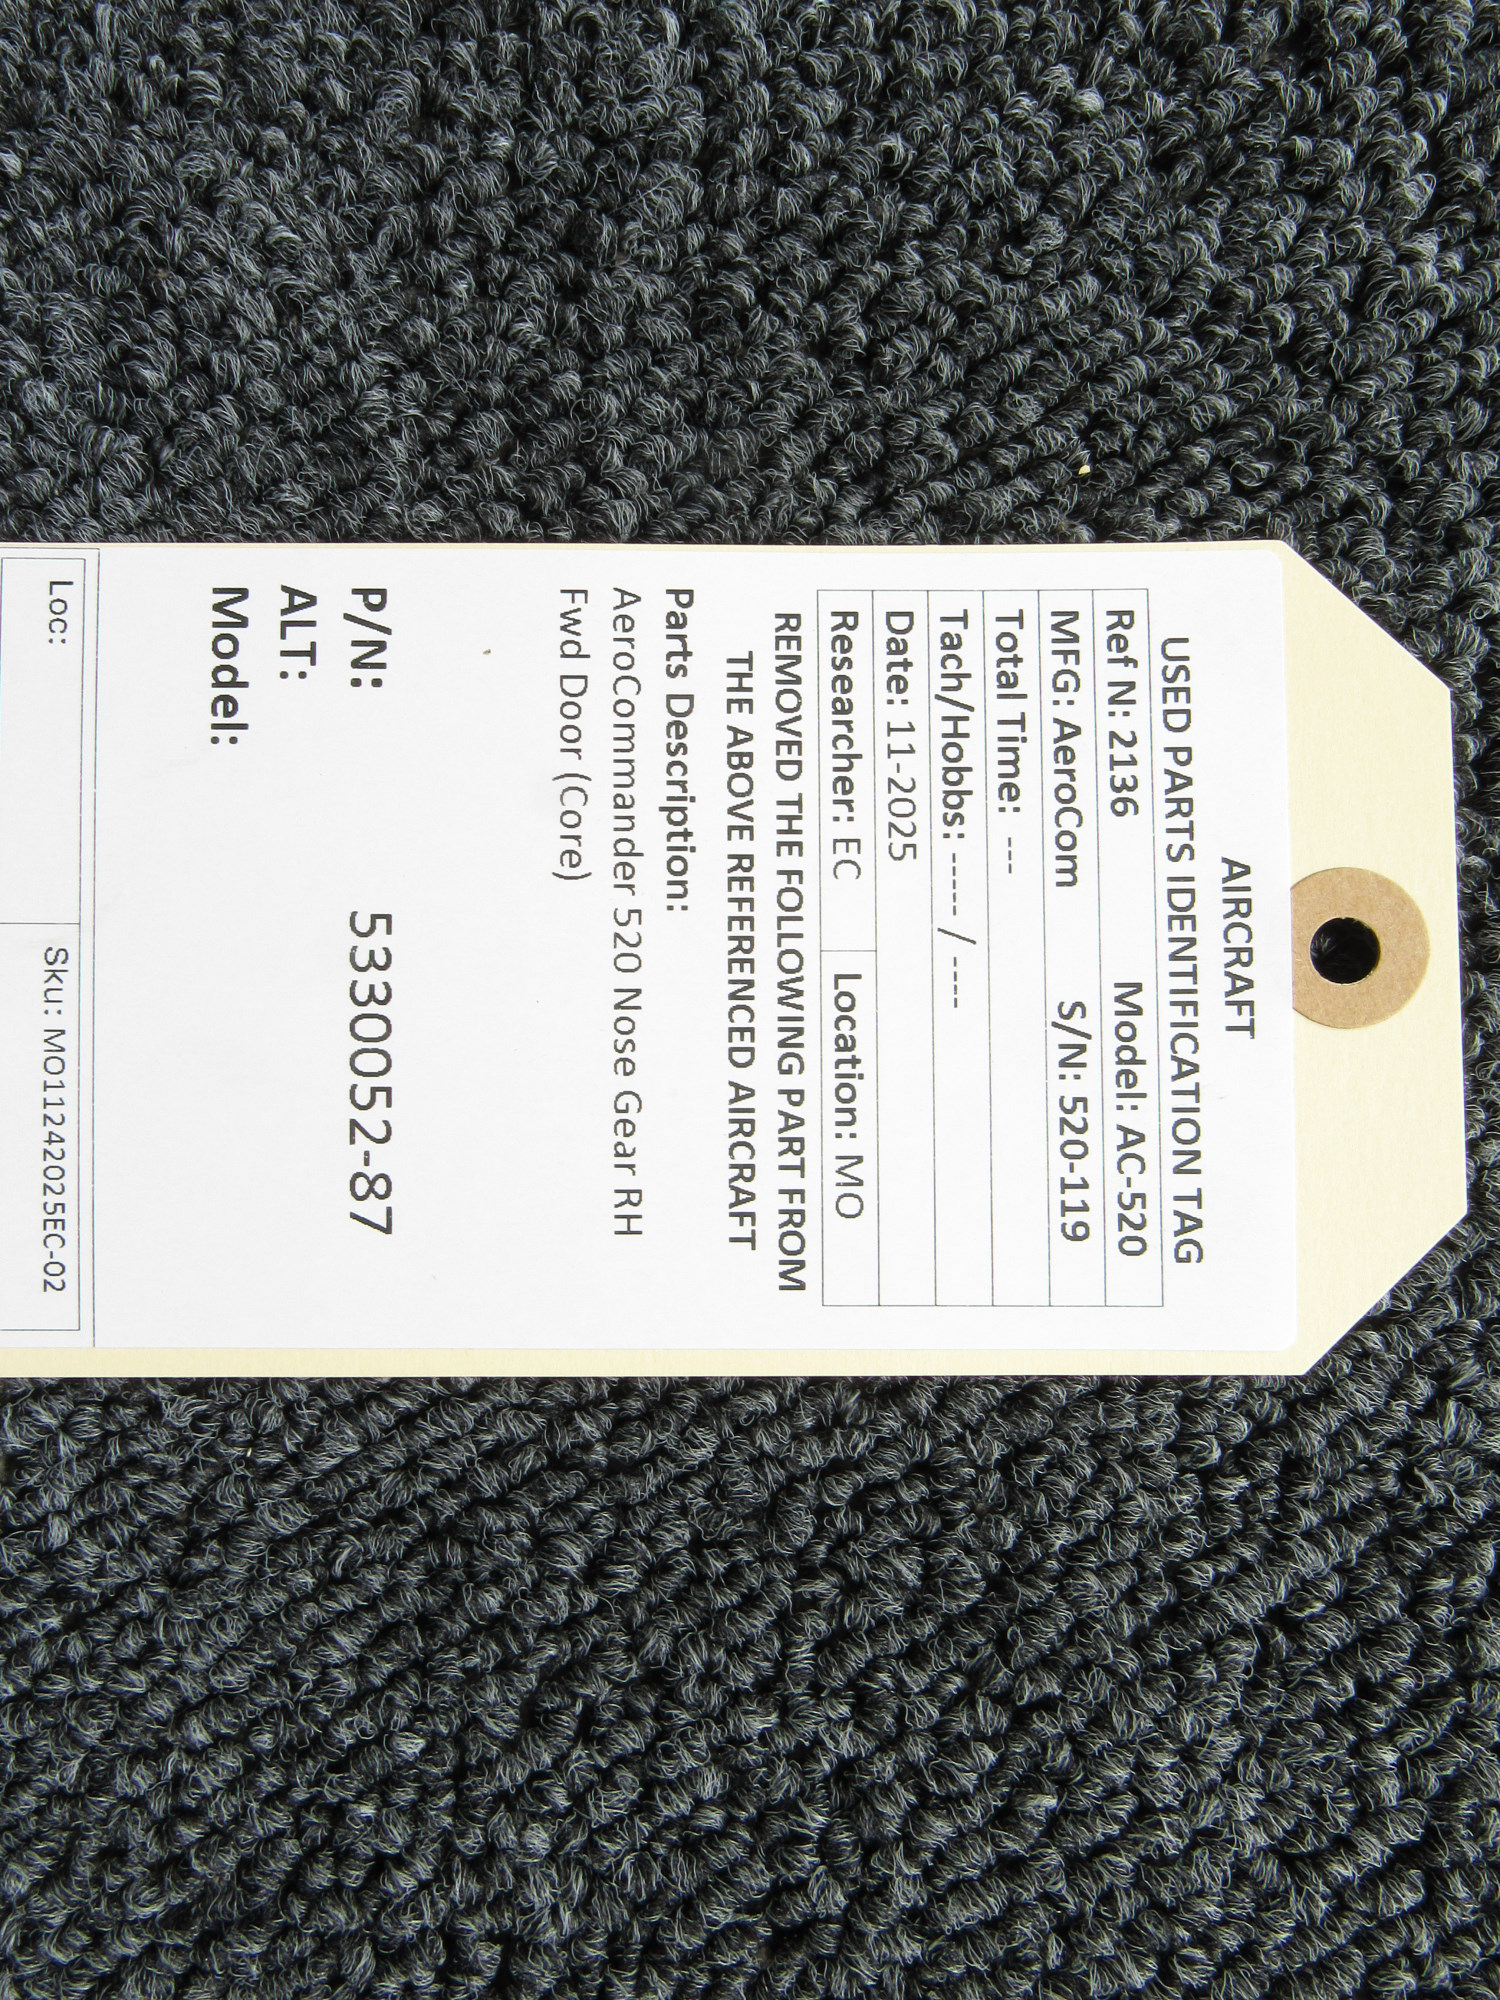 AIRCRAFT
USED PARTS IDENTIFICATION TAG
Ref N: 2136 Model: AC-520
MFG: AeroCom S/N: 520-119
Total Time: ---
Tach/Hobbs: ----- / ----
Date: 11-2025
Researcher: EC Location: MO
REMOVED THE FOLLOWING PART FROM
THE ABOVE REFERENCED AIRCRAFT
Parts Description:
AeroCommander 520 Nose Gear RH
Fwd Door (Core)
P/N: 5330052-87
ALT:
Model:
Loc: Sku: MO11242025EC-02